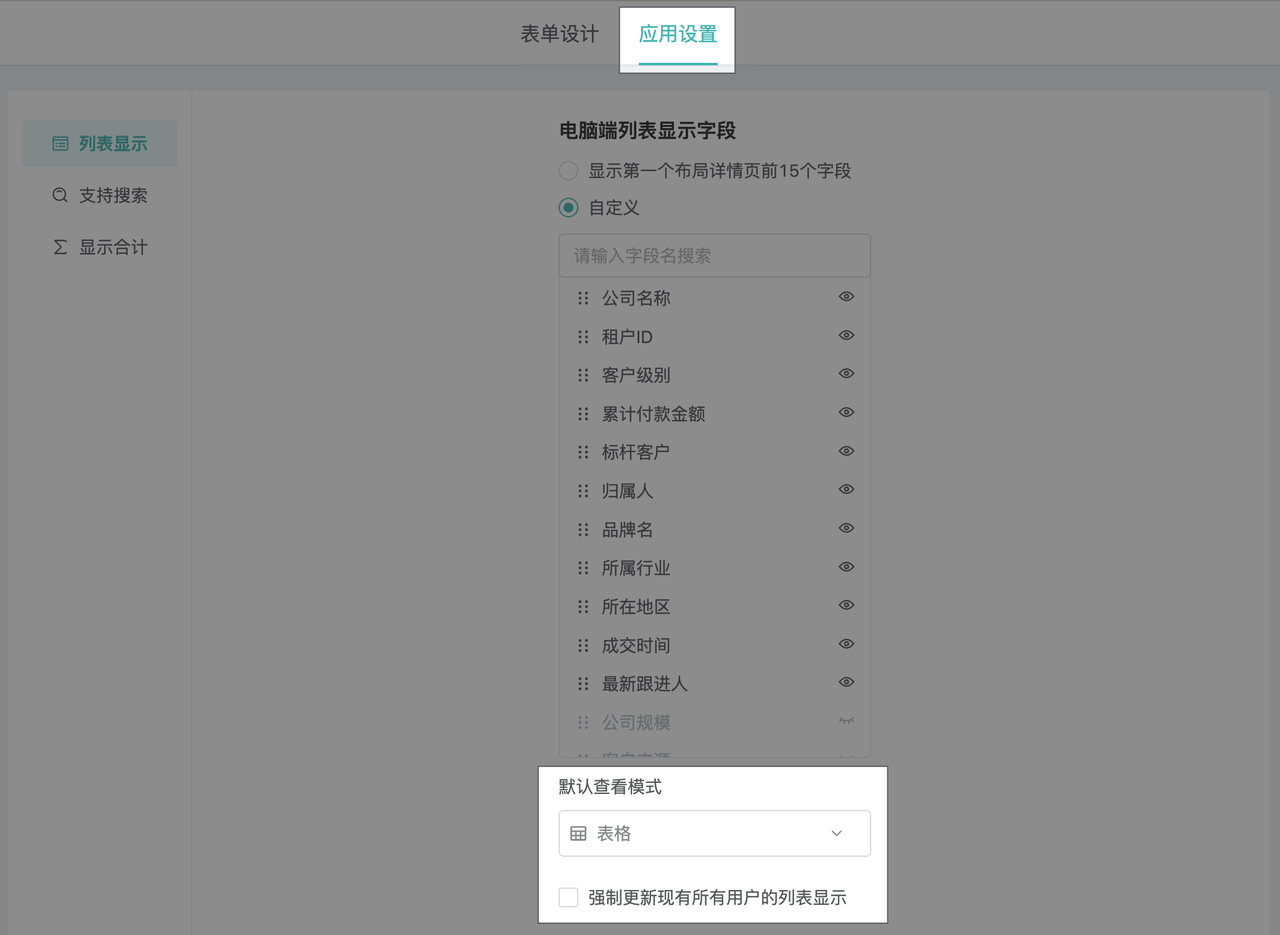 表单设计
应用设置
列表显示
支持搜索
显示合计
电脑端列表显示字段
显示第一个布局详情页前15个字段
自定义
请输入字段名搜索
公司名称
租户ID
客户级别
累计付款金额
标杆客户
归属人
品牌名
所属行业
所在地区
成交时间
最新跟进人
公司规模
客户来源
默认查看模式
表格
强制更新现有所有用户的列表显示